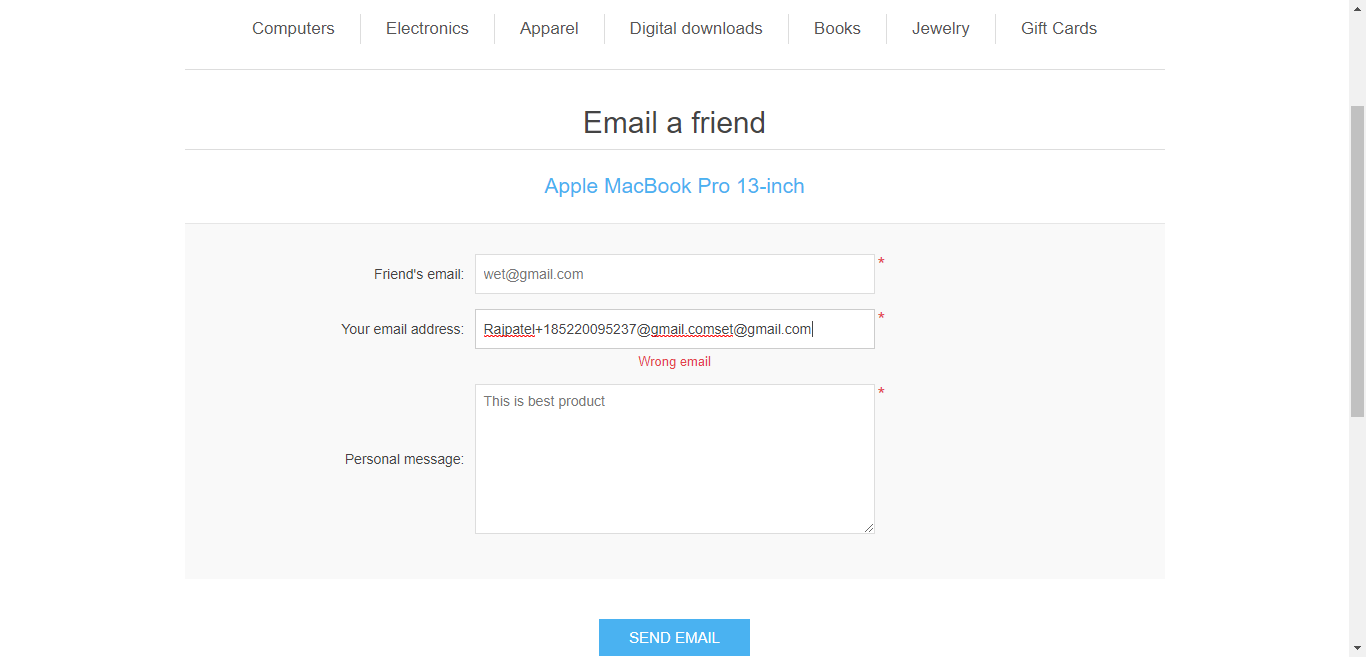 Computers Electronics Apparel Digital downloads Books Jewelry Gift Cards
Email a friend
Apple MacBook Pro 13-inch
Friend's email: wet@gmail.com *
Your email address: Rajpatel+185220095237@gmail.comset@gmail.com *
Wrong email
This is best product *
Personal message:
SEND EMAIL